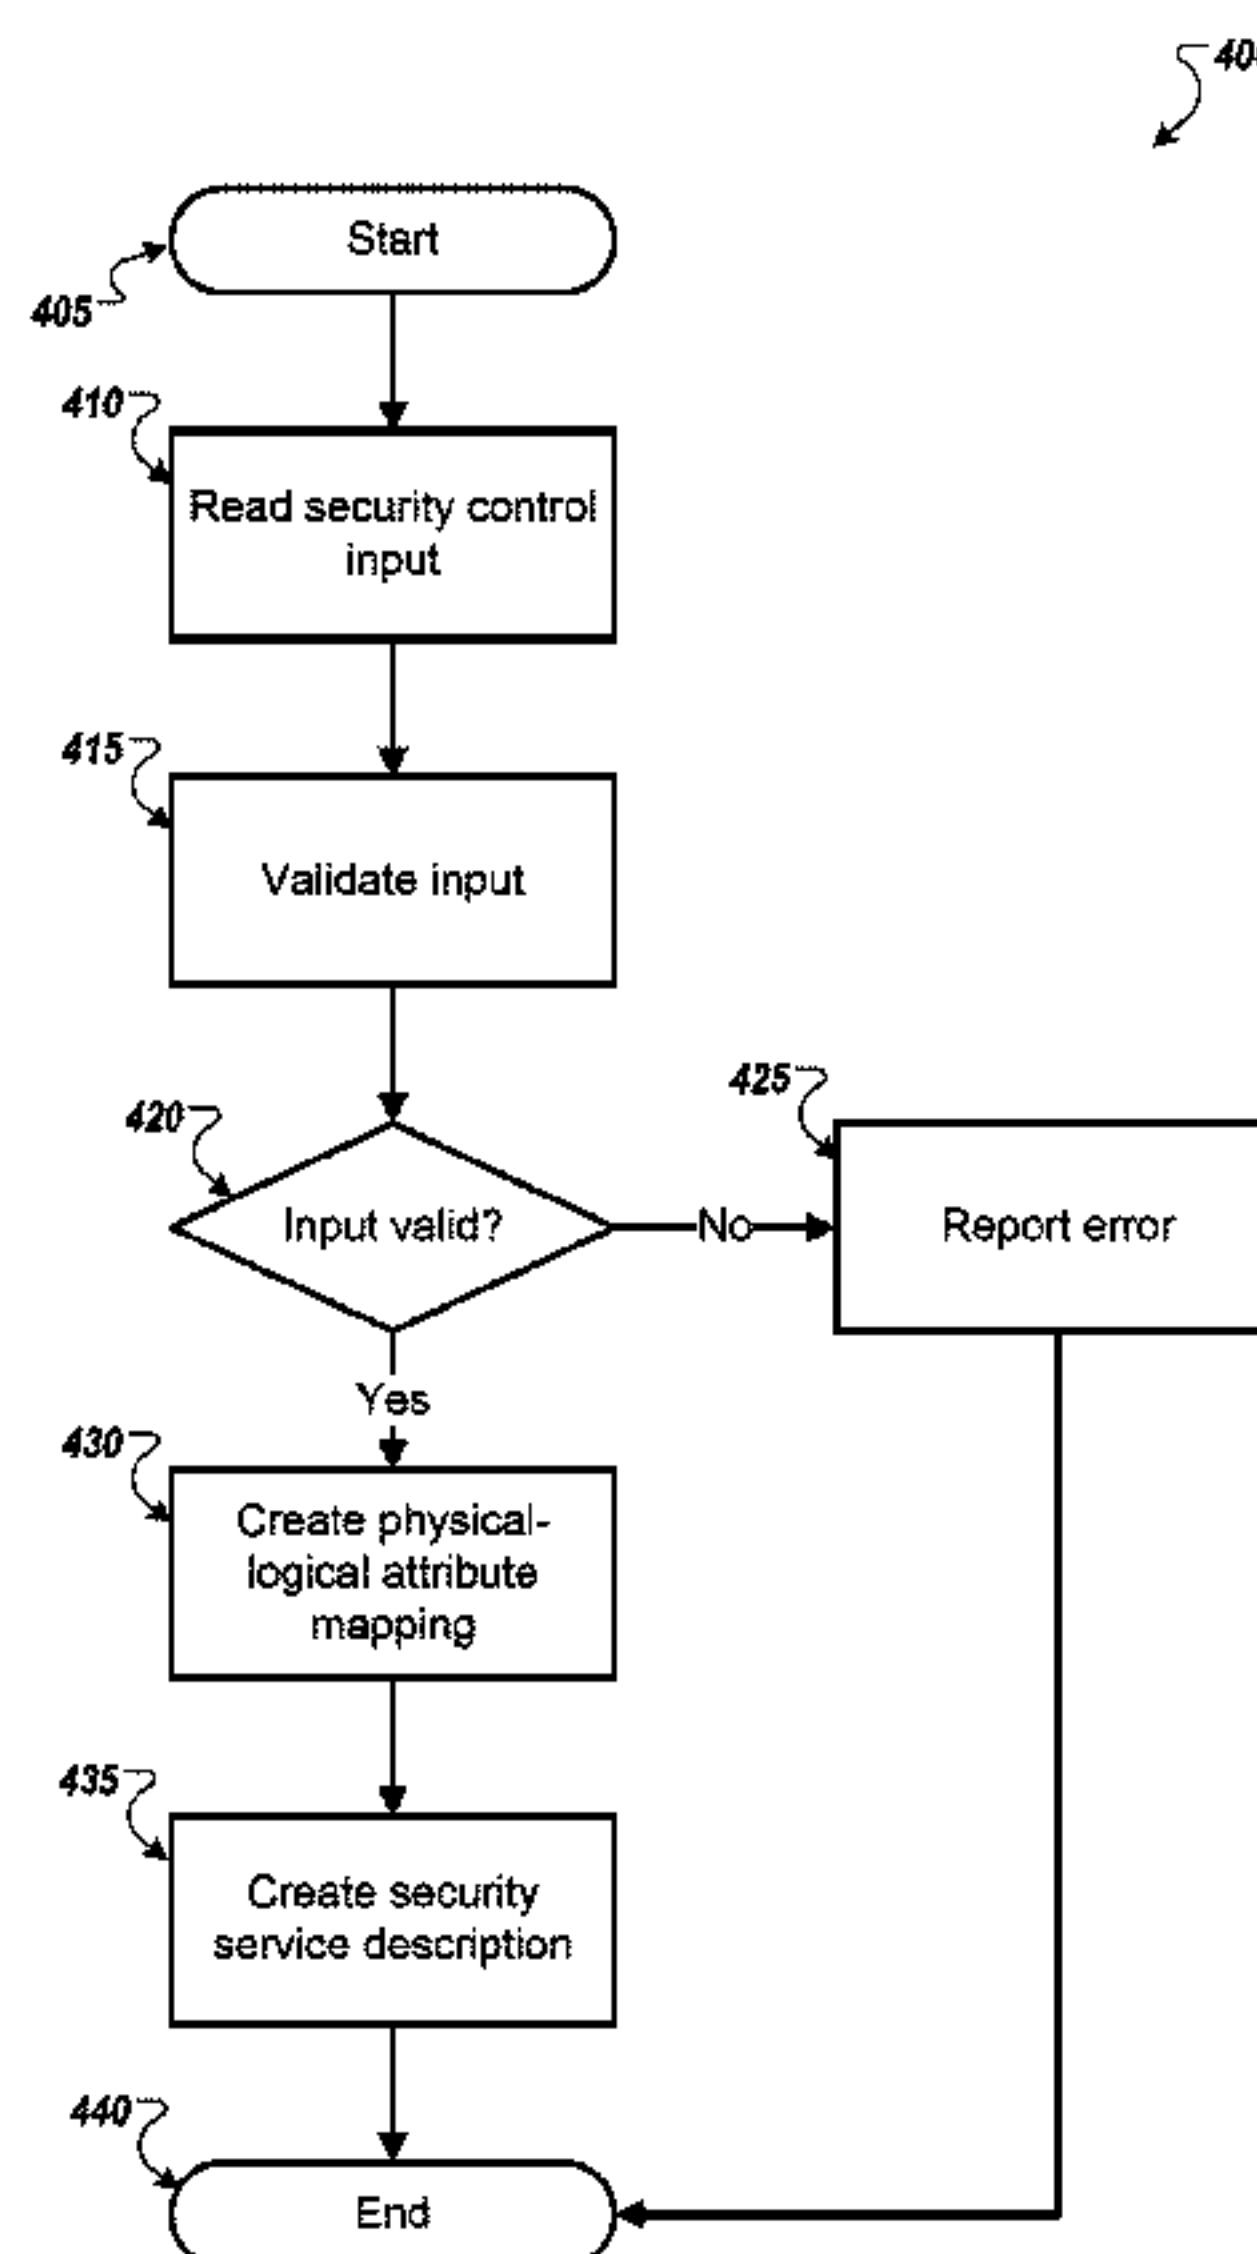 405
Start
410
Read security control
input
415
Validate input
420
Input valid?
No
425
Report error
Yes
430
Create physical-
logical attribute
mapping
435
Create security
service description
440
End